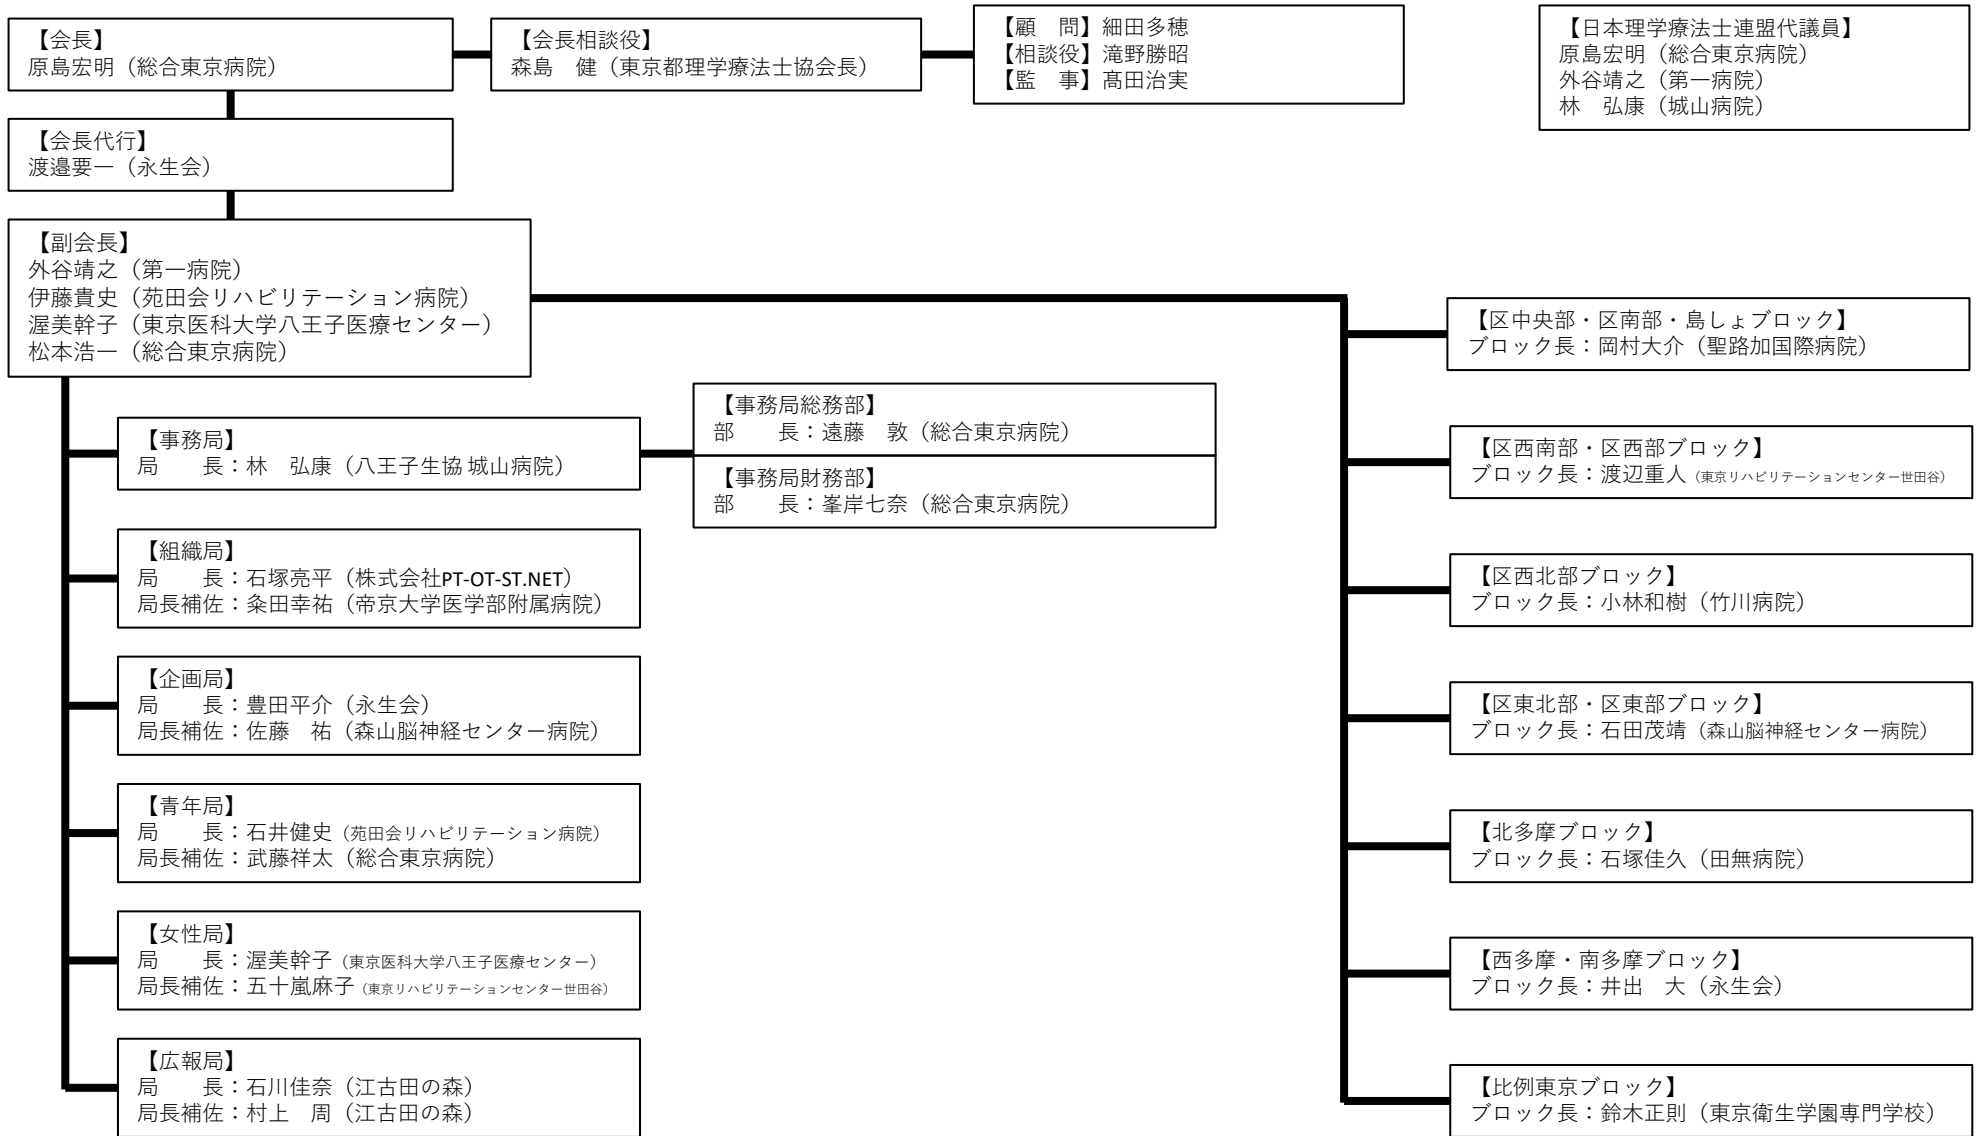 【会長】
原島宏明（総合東京病院）
【会長相談役】
森島　健（東京都理学療法士協会長）
【顧　問】細田多穂
【相談役】滝野勝昭
【監　事】髙田治実
【日本理学療法士連盟代議員】
原島宏明（総合東京病院）
外谷靖之（第一病院）
林　弘康（城山病院）
【会長代行】
渡邉要一（永生会）
【副会長】
外谷靖之（第一病院）
伊藤貴史（苑田会リハビリテーション病院）
渥美幹子（東京医科大学八王子医療センター）
松本浩一（総合東京病院）
【事務局】
局　　長：林　弘康（八王子生協 城山病院）
【事務局総務部】
部　　長：遠藤　敦（総合東京病院）
【事務局財務部】
部　　長：峯岸七奈（総合東京病院）
【組織局】
局　　長：石塚亮平（株式会社PT-OT-ST.NET）
局長補佐：粂田幸祐（帝京大学医学部附属病院）
【企画局】
局　　長：豊田平介（永生会）
局長補佐：佐藤　祐（森山脳神経センター病院）
【青年局】
局　　長：石井健史（苑田会リハビリテーション病院）
局長補佐：武藤祥太（総合東京病院）
【女性局】
局　　長：渥美幹子（東京医科大学八王子医療センター）
局長補佐：五十嵐麻子（東京リハビリテーションセンター世田谷）
【広報局】
局　　長：石川佳奈（江古田の森）
局長補佐：村上　周（江古田の森）
【区中央部・区南部・島しょブロック】
ブロック長：岡村大介（聖路加国際病院）
【区西南部・区西部ブロック】
ブロック長：渡辺重人（東京リハビリテーションセンター世田谷）
【区西北部ブロック】
ブロック長：小林和樹（竹川病院）
【区東北部・区東部ブロック】
ブロック長：石田茂靖（森山脳神経センター病院）
【北多摩ブロック】
ブロック長：石塚佳久（田無病院）
【西多摩・南多摩ブロック】
ブロック長：井出　大（永生会）
【比例東京ブロック】
ブロック長：鈴木正則（東京衛生学園専門学校）